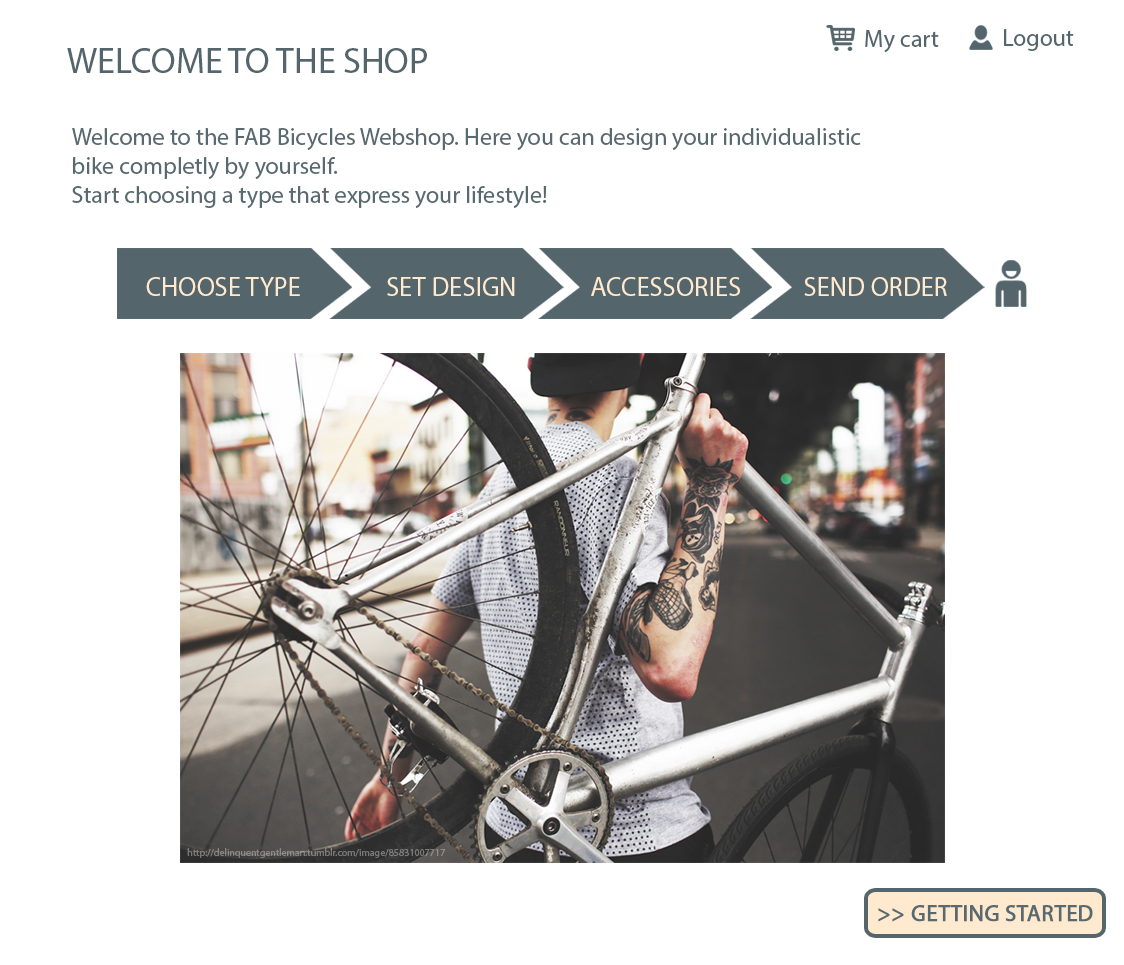 My cart
Logout
WELCOME TO THE SHOP
Welcome to the FAB Bicycles Webshop. Here you can design your individualistic
bike completly by yourself.
Start choosing a type that express your lifestyle!
CHOOSE TYPE
SET DESIGN
ACCESSORIES
SEND ORDER
RANDONNEUR
http://delinquentgentleman.tumblr.com/image/85831007717
>> GETTING STARTED